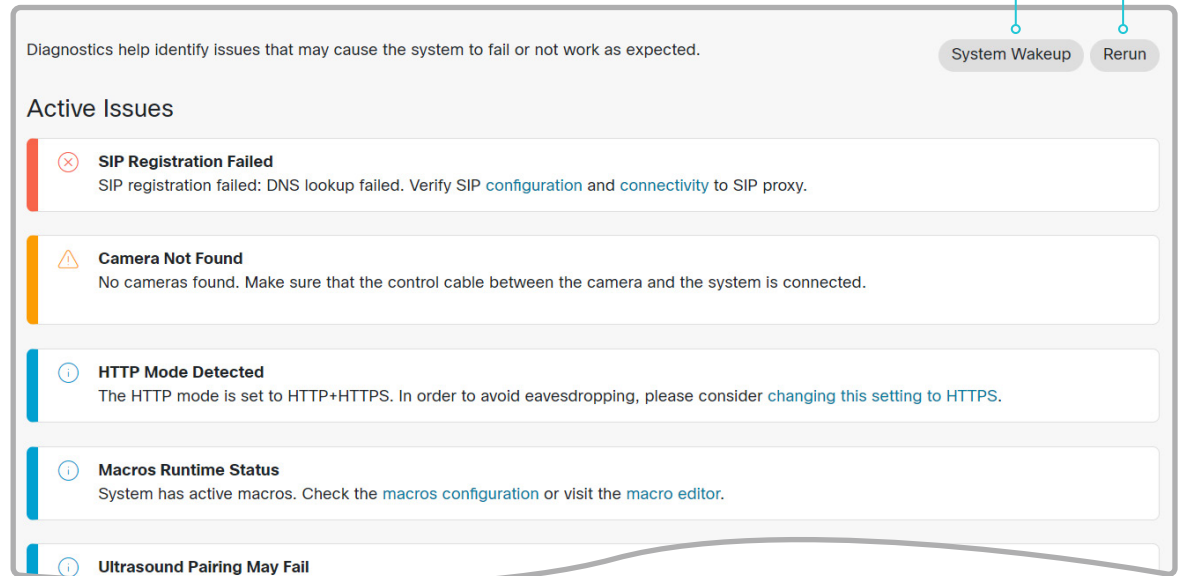 Diagnostics help identify issues that may cause the system to fail or not work as expected.
System Wakeup
Rerun
Active Issues
SIP Registration Failed
SIP registration failed: DNS lookup failed. Verify SIP configuration and connectivity to SIP proxy.
Camera Not Found
No cameras found. Make sure that the control cable between the camera and the system is connected.
HTTP Mode Detected
The HTTP mode is set to HTTP+HTTPS. In order to avoid eavesdropping, please consider changing this setting to HTTPS.
Macros Runtime Status
System has active macros. Check the macros configuration or visit the macro editor.
Ultrasound Pairing May Fail